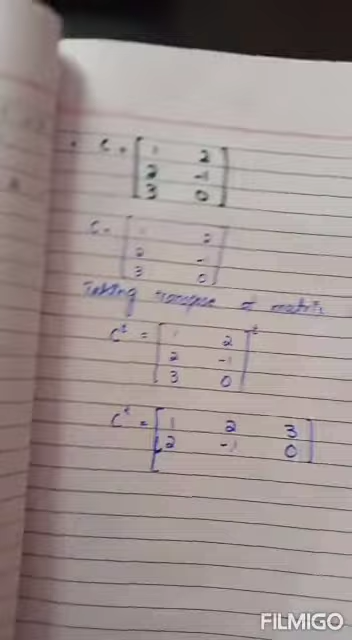 C = [ 1 2
2 -1
3 0 ]
C = [ 1 2
2 -1
3 0 ]
Taking transpose of matrix
C^t = [ 1 2
2 -1
3 0 ]^t
C^t = [ 1 2 3
2 -1 0 ]
FILMIGO